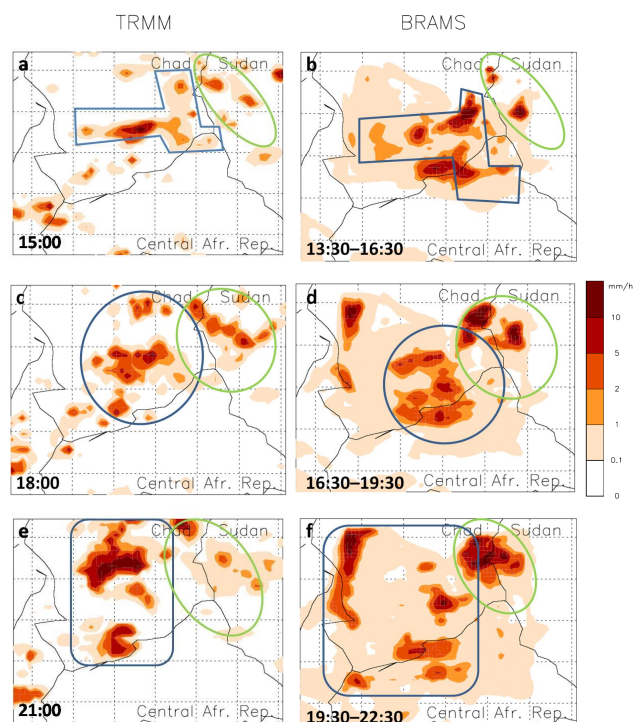 TRMM BRAMS
a Chad Sudan
15:00 Central Afr. Rep.
b Chad Sudan
13:30–16:30 Central Afr. Rep.
c Chad Sudan
18:00 Central Afr. Rep.
d Chad Sudan
16:30–19:30 Central Afr. Rep.
mm/h
10
5
2
1
0.1
0
e Chad Sudan
21:00 Central Afr. Rep.
f Chad Sudan
19:30–22:30 Central Afr. Rep.